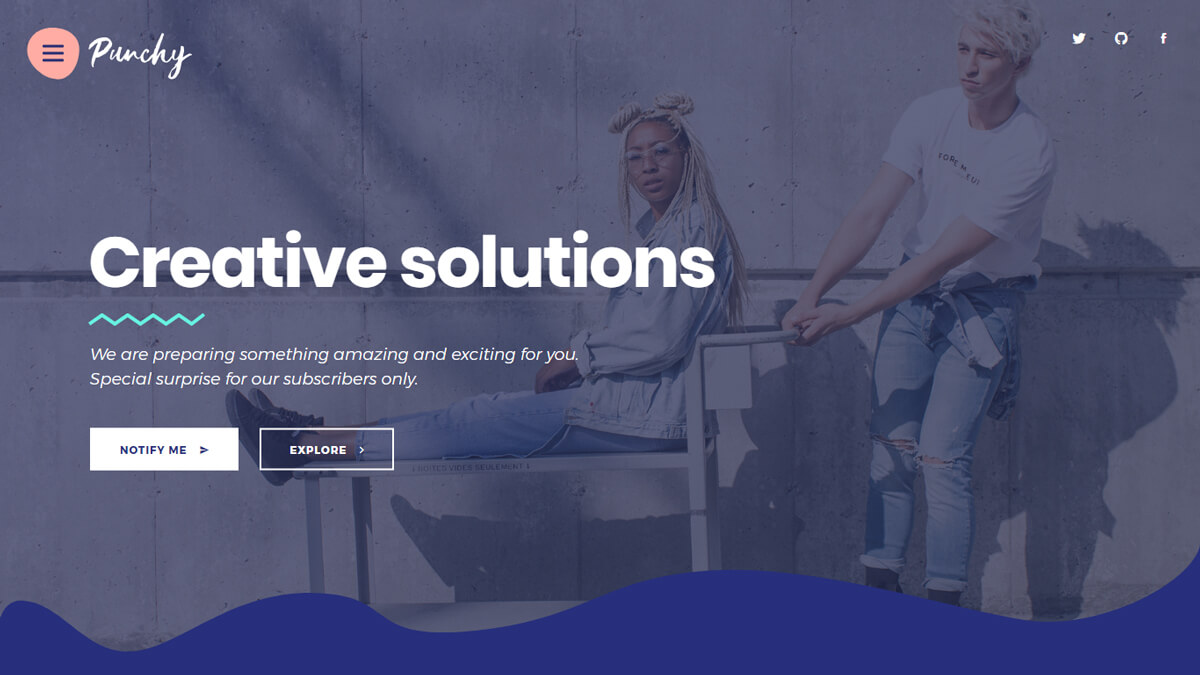 Punchy
Creative solutions
We are preparing something amazing and exciting for you.
Special surprise for our subscribers only.
NOTIFY ME
EXPLORE